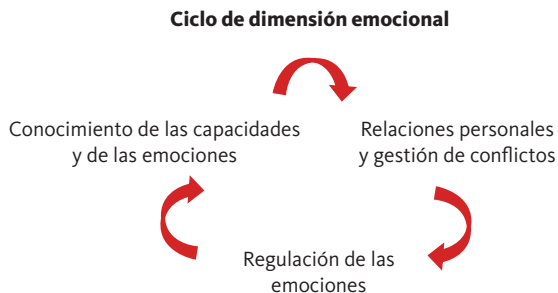 Ciclo de dimensión emocional
Conocimiento de las capacidades
y de las emociones
Relaciones personales
y gestión de conflictos
Regulación de las
emociones